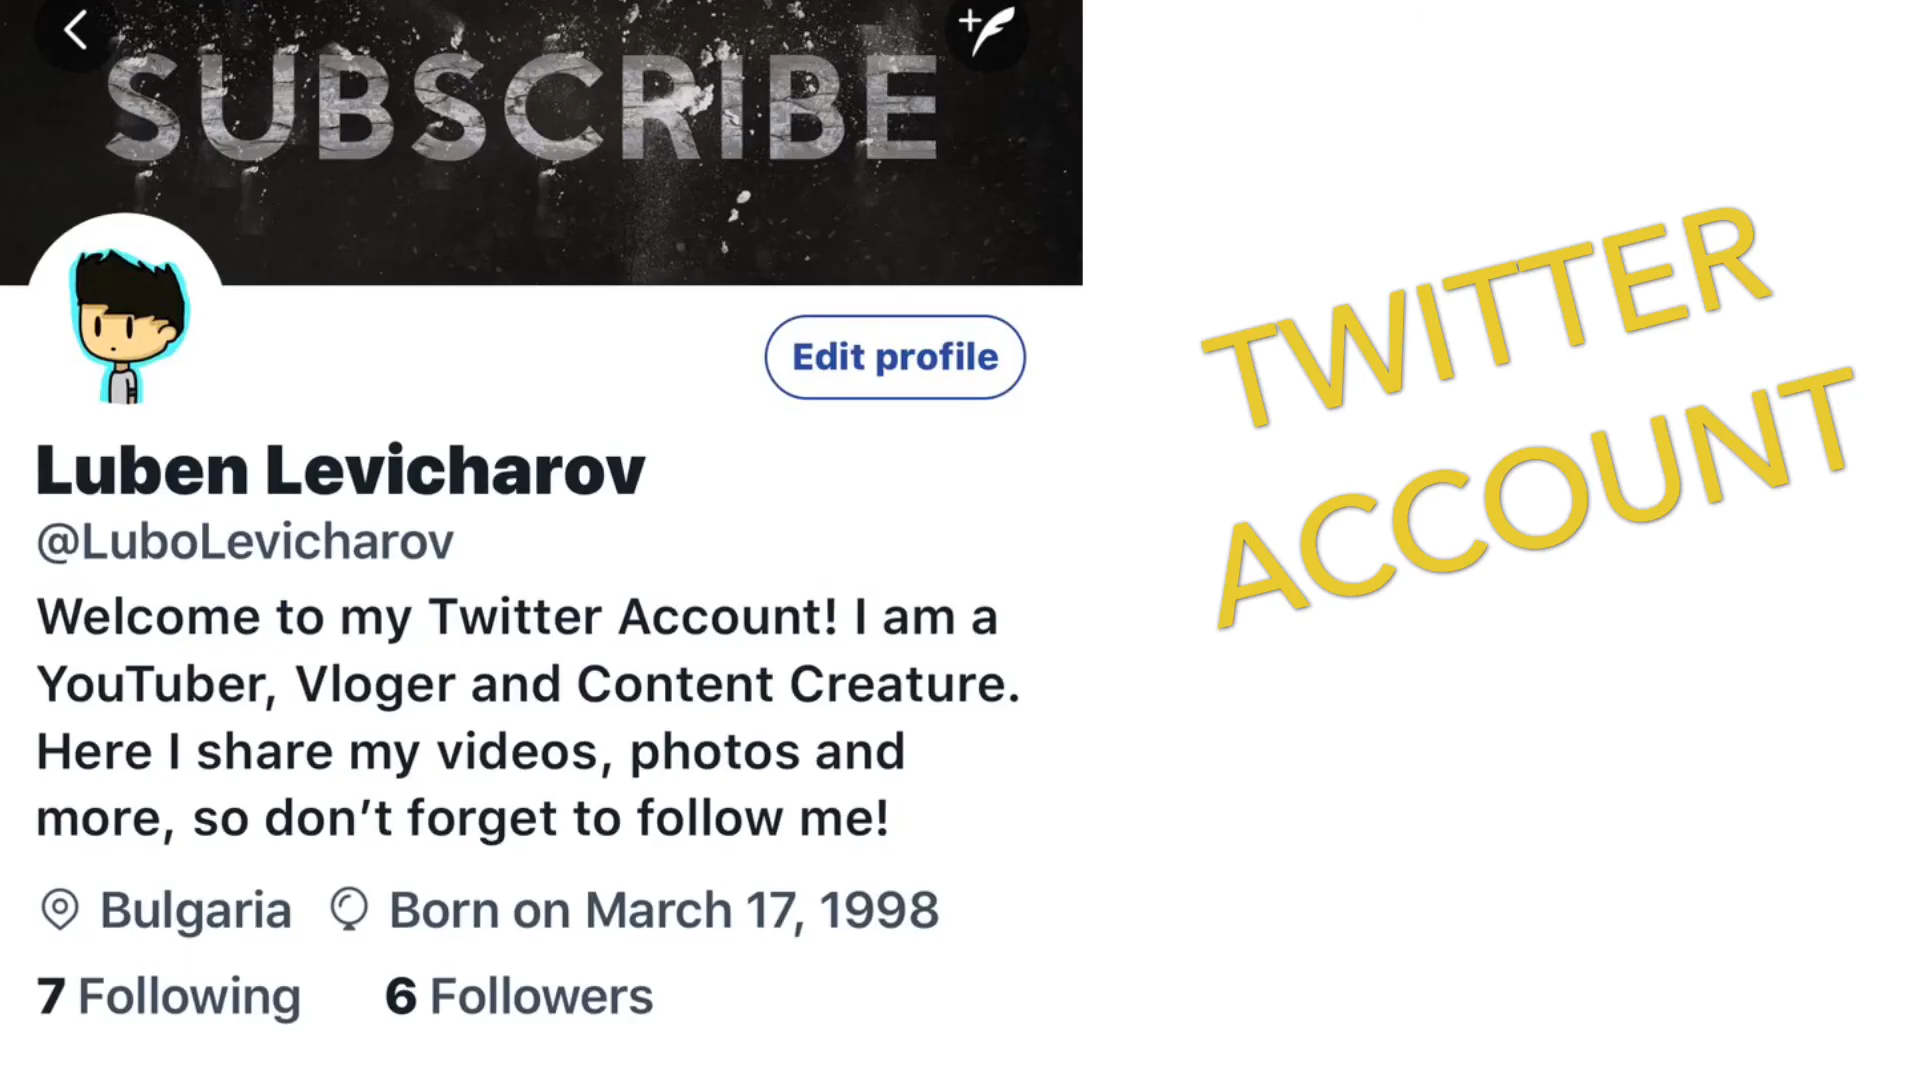 SUBSCRIBE
Edit profile
Luben Levicharov
@LuboLevicharov
Welcome to my Twitter Account! I am a
YouTuber, Vloger and Content Creature.
Here I share my videos, photos and
more, so don’t forget to follow me!
Bulgaria Born on March 17, 1998
7 Following 6 Followers
TWITTER
ACCOUNT